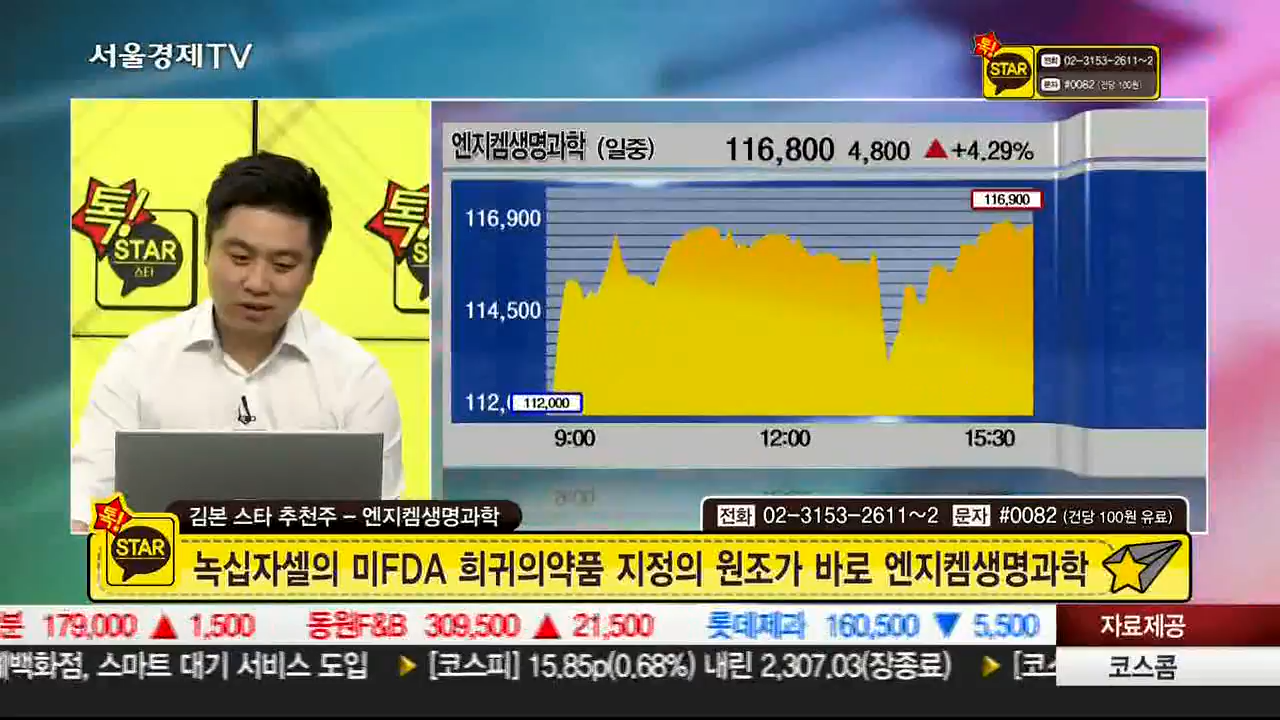 서울경제TV
톡!
STAR
전화 02-3153-2611~2
문자 #0082 (건당 100원)
엔지켐생명과학 (일중) 116,800 4,800 ▲ +4.29%
116,900
116,900
114,500
112,000
9:00 12:00 15:30
톡!
STAR
스타
톡!
김본 스타 추천주 - 엔지켐생명과학
전화 02-3153-2611~2 문자 #0082 (건당 100원 유료)
톡!
STAR
녹십자셀의 미FDA 희귀의약품 지정의 원조가 바로 엔지켐생명과학
분 179,000 ▲ 1,500 동원F&B 309,500 ▲ 21,500 롯데제과 160,500 ▼ 5,500
자료제공
백화점, 스마트 대기 서비스 도입 [코스피] 15.85p(0.68%) 내린 2,307.03(장종료)
코스콤